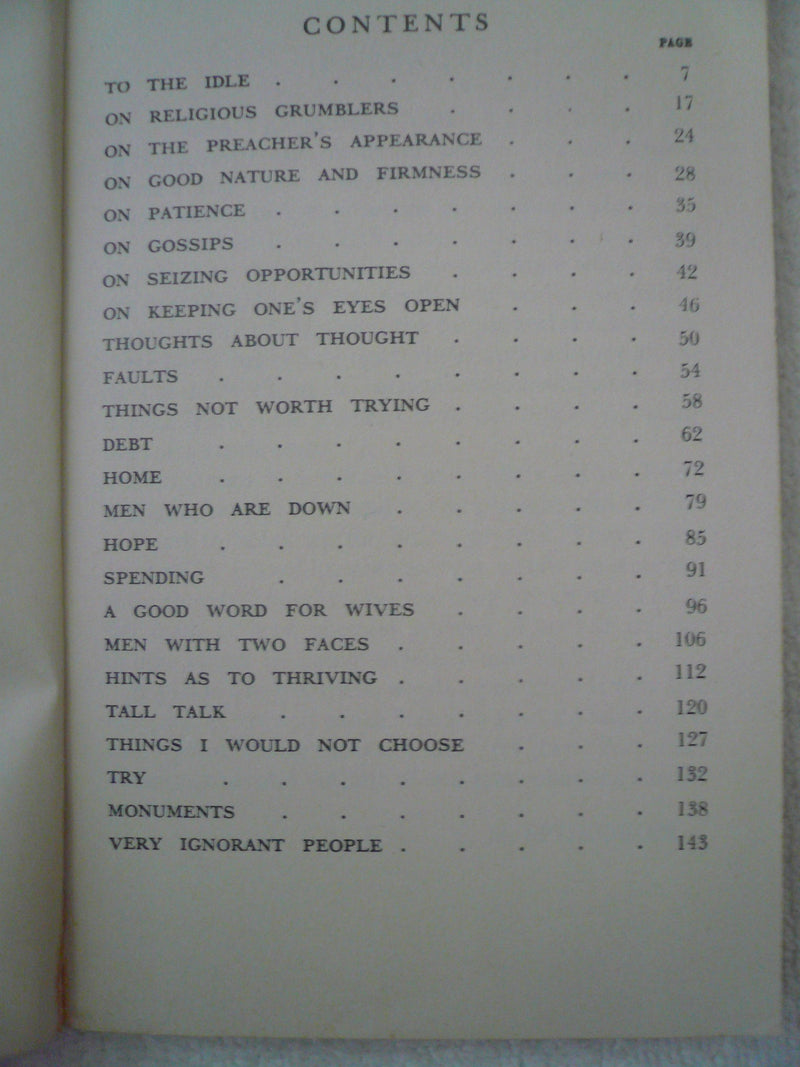 CONTENTS
PAGE
TO THE IDLE . . . . . . . 7
ON RELIGIOUS GRUMBLERS . . . . 17
ON THE PREACHER'S APPEARANCE . . . 24
ON GOOD NATURE AND FIRMNESS . . . 28
ON PATIENCE . . . . . . . 35
ON GOSSIPS . . . . . . . 39
ON SEIZING OPPORTUNITIES . . . . 42
ON KEEPING ONE'S EYES OPEN . . . 46
THOUGHTS ABOUT THOUGHT . . . . 50
FAULTS . . . . . . . . 54
THINGS NOT WORTH TRYING . . . . 58
DEBT . . . . . . . . 62
HOME . . . . . . . . 72
MEN WHO ARE DOWN . . . . . 79
HOPE . . . . . . . . 85
SPENDING . . . . . . . 91
A GOOD WORD FOR WIVES . . . . 96
MEN WITH TWO FACES . . . . . 106
HINTS AS TO THRIVING . . . . . 112
TALL TALK . . . . . . . 120
THINGS I WOULD NOT CHOOSE . . . 127
TRY . . . . . . . . 132
MONUMENTS . . . . . . . 138
VERY IGNORANT PEOPLE . . . . . 143